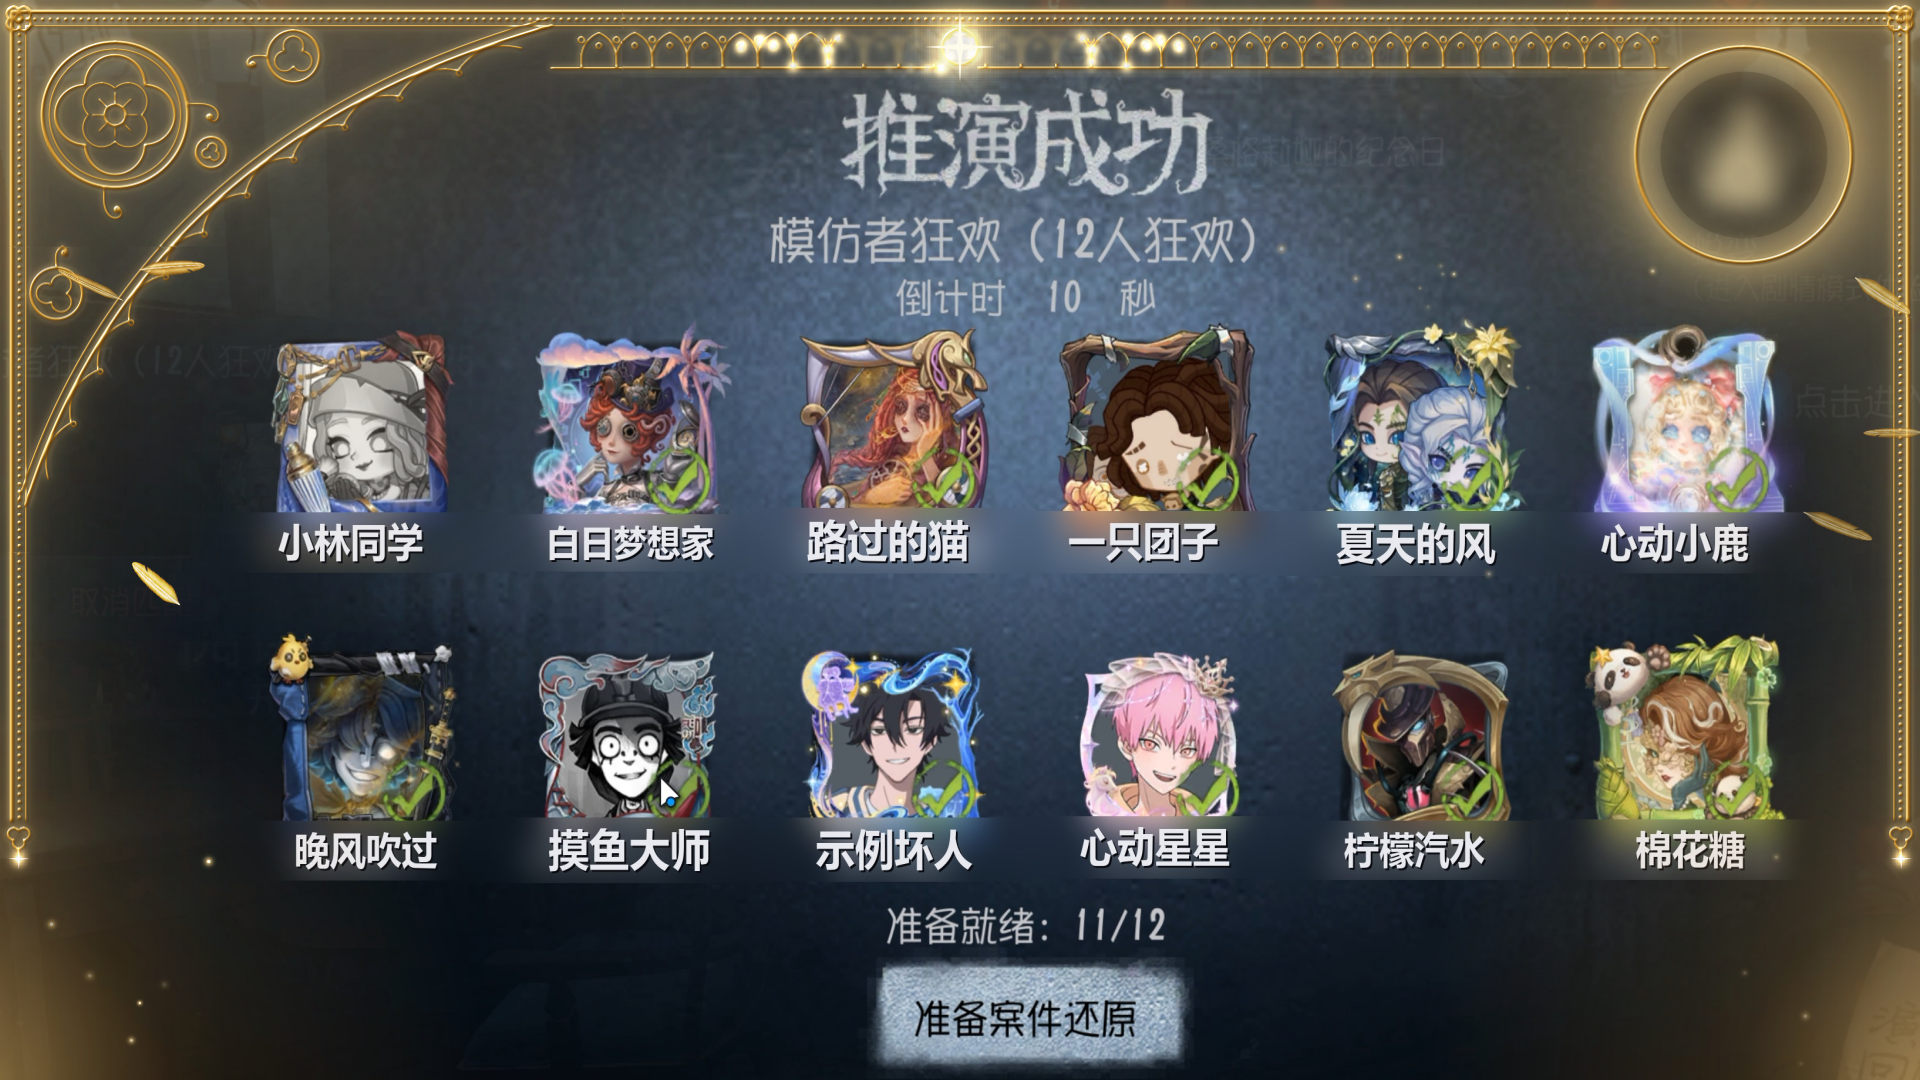 推演成功
模仿者狂欢（12人狂欢）
倒计时 10 秒
小林同学
白日梦想家
路过的猫
一只团子
夏天的风
心动小鹿
晚风吹过
摸鱼大师
示例坏人
心动星星
柠檬汽水
棉花糖
准备就绪：11/12
准备案件还原